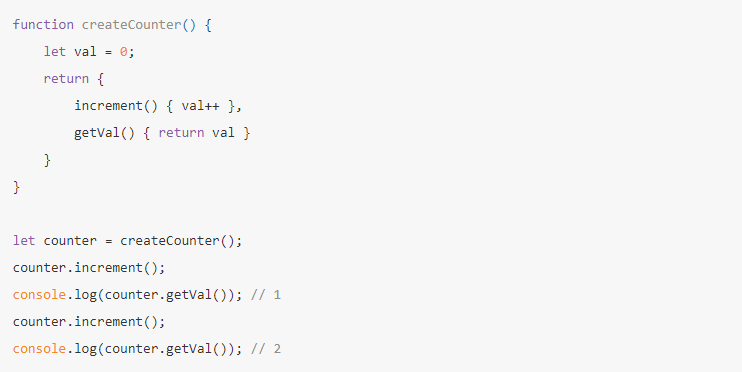 function createCounter() {
    let val = 0;
    return {
        increment() { val++ },
        getVal() { return val }
    }
}

let counter = createCounter();
counter.increment();
console.log(counter.getVal()); // 1
counter.increment();
console.log(counter.getVal()); // 2